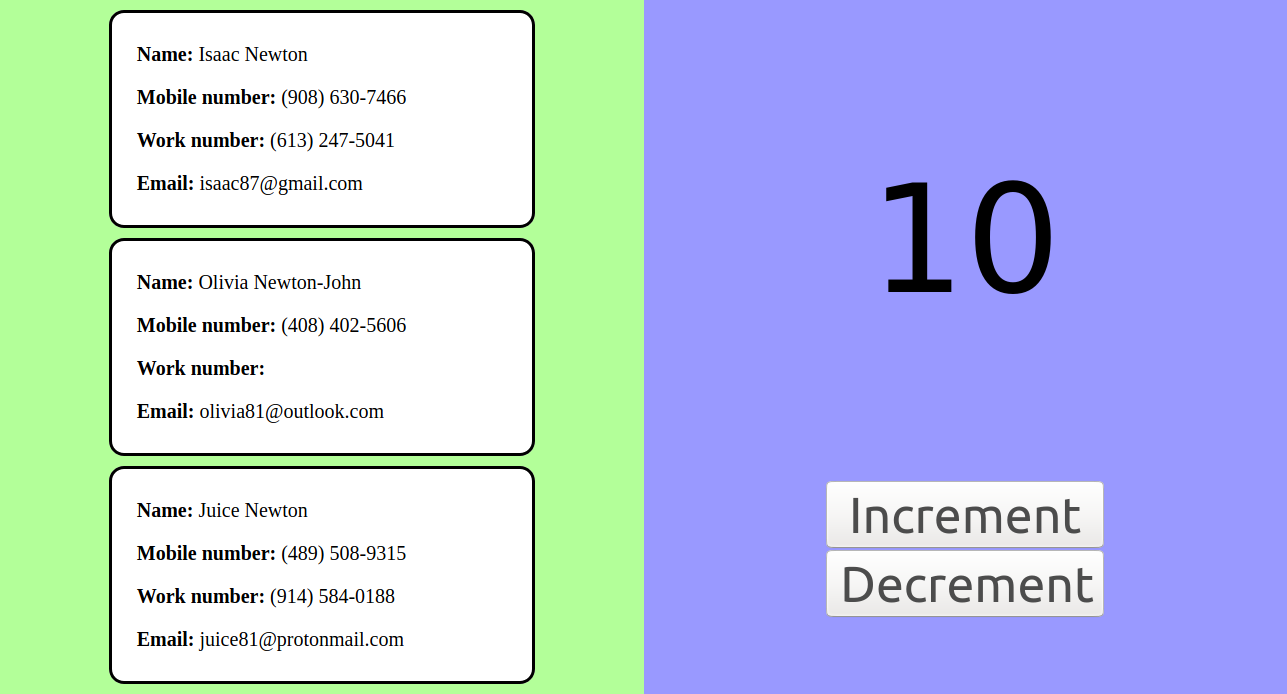 Name: Isaac Newton
Mobile number: (908) 630-7466
Work number: (613) 247-5041
Email: isaac87@gmail.com
Name: Olivia Newton-John
Mobile number: (408) 402-5606
Work number:
Email: olivia81@outlook.com
Name: Juice Newton
Mobile number: (489) 508-9315
Work number: (914) 584-0188
Email: juice81@protonmail.com
10
Increment
Decrement